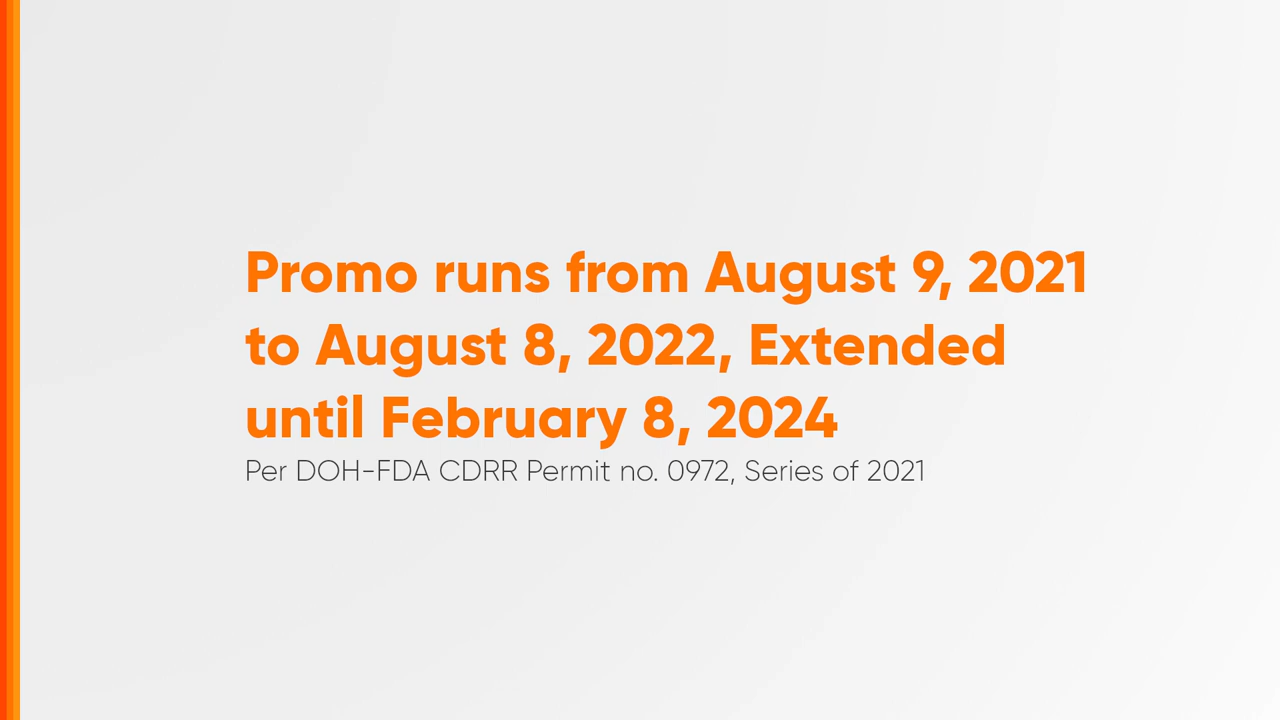 Promo runs from August 9, 2021
to August 8, 2022, Extended
until February 8, 2024
Per DOH-FDA CDRR Permit no. 0972, Series of 2021